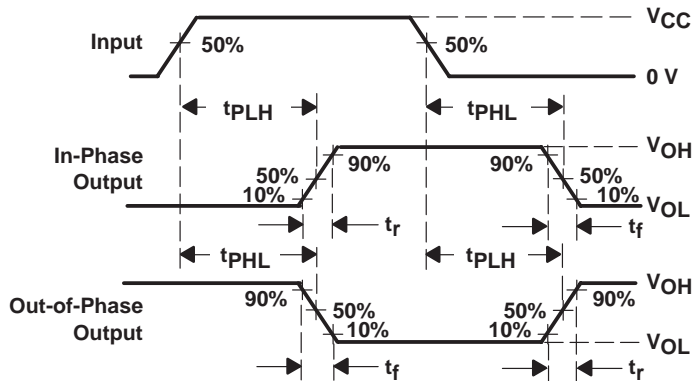 VCC
Input
50%
50%
0 V
tPLH
tPHL
In-Phase
Output
90%
90%
VOH
50%
50%
10%
10%
VOL
tr
tf
tPHL
tPLH
Out-of-Phase
Output
90%
90%
VOH
50%
50%
10%
10%
VOL
tf
tr